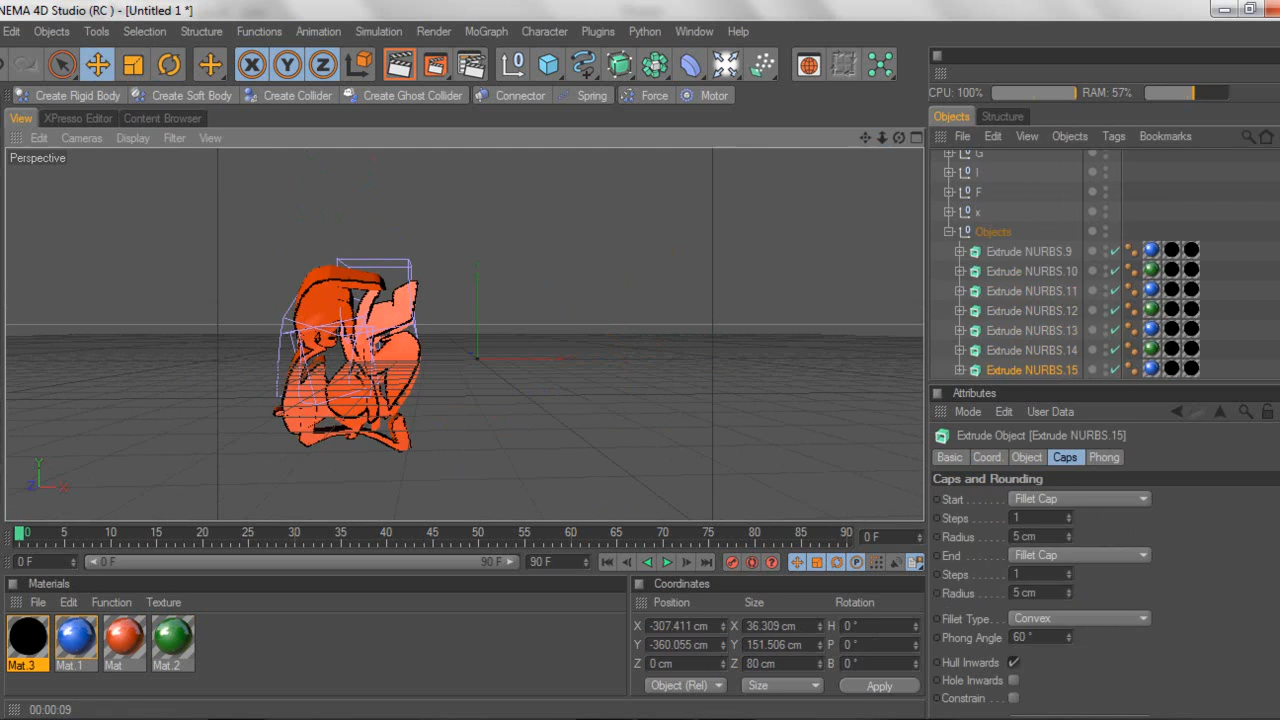 NEMA 4D Studio (RC ) - [Untitled 1 *]
Edit Objects Tools Selection Structure Functions Animation Simulation Render MoGraph Character Plugins Python Window Help
X Y Z
Create Rigid Body Create Soft Body Create Collider Create Ghost Collider Connector Spring Force Motor
CPU: 100% RAM: 57%
View XPresso Editor Content Browser
Objects Structure
Edit Cameras Display Filter View
File Edit View Objects Tags Bookmarks
Perspective
G
I
F
x
Objects
Extrude NURBS.9
Extrude NURBS.10
Extrude NURBS.11
Extrude NURBS.12
Extrude NURBS.13
Extrude NURBS.14
Extrude NURBS.15
Attributes
Mode Edit User Data
Extrude Object [Extrude NURBS.15]
Basic Coord. Object Caps Phong
Caps and Rounding
Start Fillet Cap
Steps 1
Radius 5 cm
End Fillet Cap
Steps 1
Radius 5 cm
Fillet Type Convex
Phong Angle 60 °
Hull Inwards
Hole Inwards
Constrain
Y
Z X
0 5 10 15 20 25 30 35 40 45 50 55 60 65 70 75 80 85 90 0 F
0 F 0 F 90 F 90 F
Materials
File Edit Function Texture
Mat.3 Mat.1 Mat Mat.2
Coordinates
Position Size Rotation
X -307.411 cm X 36.309 cm H 0 °
Y -360.055 cm Y 151.506 cm P 0 °
Z 0 cm Z 80 cm B 0 °
Object (Rel) Size Apply
00:00:09